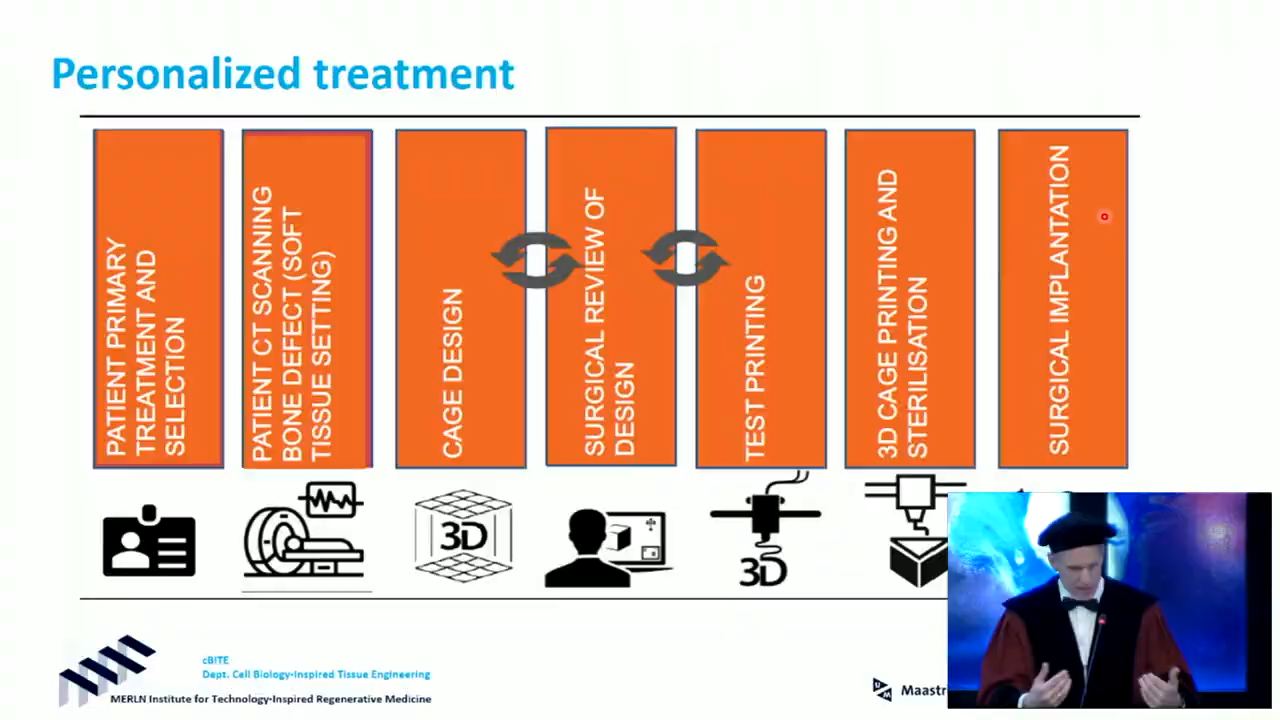 Personalized treatment
PATIENT PRIMARY
TREATMENT AND
SELECTION
PATIENT CT SCANNING
BONE DEFECT (SOFT
TISSUE SETTING)
CAGE DESIGN
SURGICAL REVIEW OF
DESIGN
TEST PRINTING
3D CAGE PRINTING AND
STERILISATION
SURGICAL IMPLANTATION
3D
3D
cBITE
Dept. Cell Biology-Inspired Tissue Engineering
MERLN Institute for Technology-Inspired Regenerative Medicine